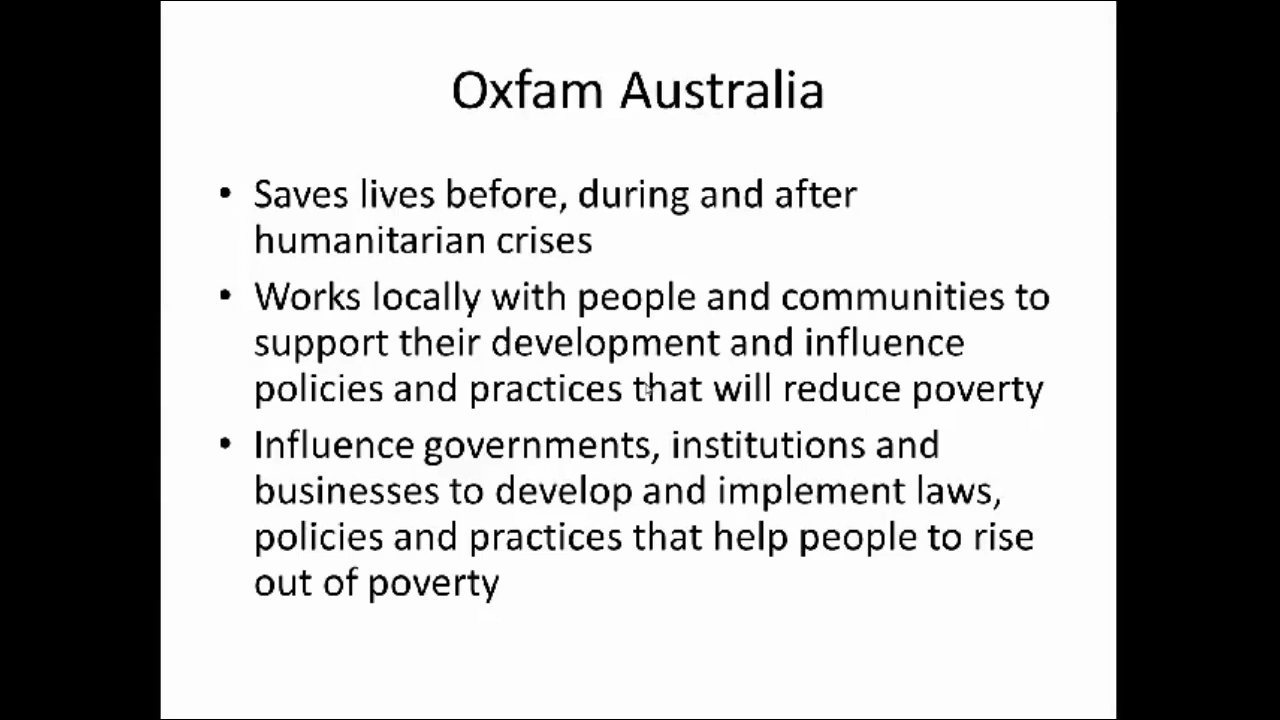 Oxfam Australia
• Saves lives before, during and after
humanitarian crises
• Works locally with people and communities to
support their development and influence
policies and practices that will reduce poverty
• Influence governments, institutions and
businesses to develop and implement laws,
policies and practices that help people to rise
out of poverty